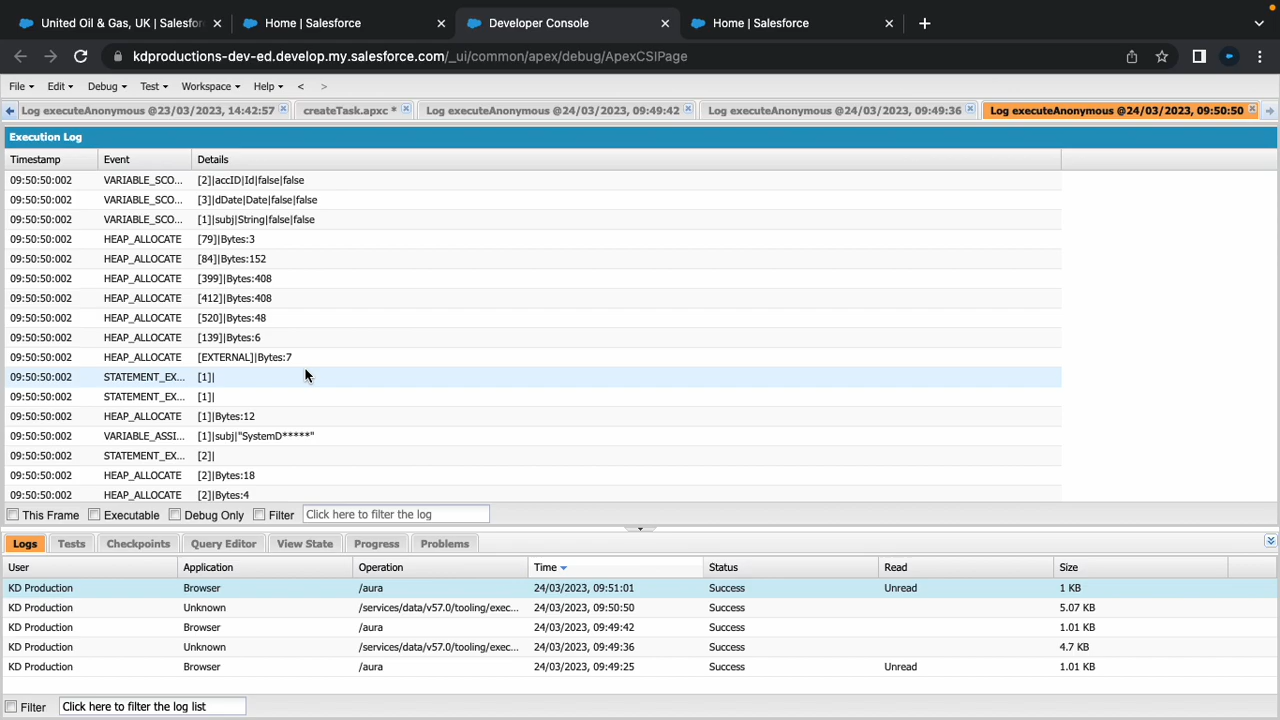 United Oil & Gas, UK | Salesfor
Home | Salesforce
Developer Console
Home | Salesforce
kdproductions-dev-ed.develop.my.salesforce.com/_ui/common/apex/debug/ApexCSIPage
File Edit Debug Test Workspace Help < >
Log executeAnonymous @23/03/2023, 14:42:57
createTask.apxc *
Log executeAnonymous @24/03/2023, 09:49:42
Log executeAnonymous @24/03/2023, 09:49:36
Log executeAnonymous @24/03/2023, 09:50:50
Execution Log
Timestamp Event Details
09:50:50:002 VARIABLE_SCO... [2]|accID|Id|false|false
09:50:50:002 VARIABLE_SCO... [3]|dDate|Date|false|false
09:50:50:002 VARIABLE_SCO... [1]|subj|String|false|false
09:50:50:002 HEAP_ALLOCATE [79]|Bytes:3
09:50:50:002 HEAP_ALLOCATE [84]|Bytes:152
09:50:50:002 HEAP_ALLOCATE [399]|Bytes:408
09:50:50:002 HEAP_ALLOCATE [412]|Bytes:408
09:50:50:002 HEAP_ALLOCATE [520]|Bytes:48
09:50:50:002 HEAP_ALLOCATE [139]|Bytes:6
09:50:50:002 HEAP_ALLOCATE [EXTERNAL]|Bytes:7
09:50:50:002 STATEMENT_EX... [1]|
09:50:50:002 STATEMENT_EX... [1]|
09:50:50:002 HEAP_ALLOCATE [1]|Bytes:12
09:50:50:002 VARIABLE_ASSI... [1]|subj|"SystemD*****"
09:50:50:002 STATEMENT_EX... [2]|
09:50:50:002 HEAP_ALLOCATE [2]|Bytes:18
09:50:50:002 HEAP_ALLOCATE [2]|Bytes:4
This Frame Executable Debug Only Filter Click here to filter the log
Logs Tests Checkpoints Query Editor View State Progress Problems
User Application Operation Time Status Read Size
KD Production Browser /aura 24/03/2023, 09:51:01 Success Unread 1 KB
KD Production Unknown /services/data/v57.0/tooling/exec... 24/03/2023, 09:50:50 Success 5.07 KB
KD Production Browser /aura 24/03/2023, 09:49:42 Success 1.01 KB
KD Production Unknown /services/data/v57.0/tooling/exec... 24/03/2023, 09:49:36 Success 4.7 KB
KD Production Browser /aura 24/03/2023, 09:49:25 Success Unread 1.01 KB
Filter Click here to filter the log list